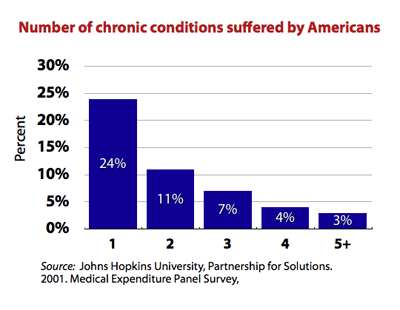 Number of chronic conditions suffered by Americans
30%
25%
20%
15%
10%
5%
0%
Percent
24%
11%
7%
4%
3%
1 2 3 4 5+
Source: Johns Hopkins University, Partnership for Solutions.
2001. Medical Expenditure Panel Survey,